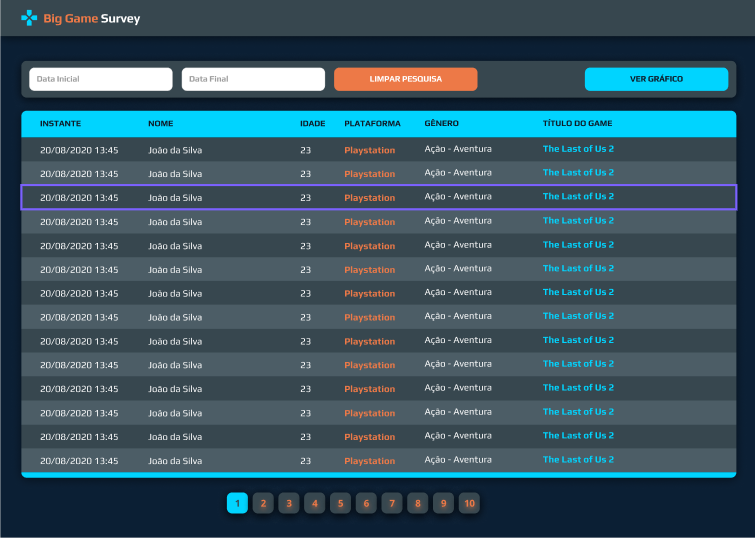 Big Game Survey
Data Inicial Data Final LIMPAR PESQUISA VER GRÁFICO
INSTANTE NOME IDADE PLATAFORMA GÊNERO TÍTULO DO GAME
20/08/2020 13:45 João da Silva 23 Playstation Ação - Aventura The Last of Us 2
20/08/2020 13:45 João da Silva 23 Playstation Ação - Aventura The Last of Us 2
20/08/2020 13:45 João da Silva 23 Playstation Ação - Aventura The Last of Us 2
20/08/2020 13:45 João da Silva 23 Playstation Ação - Aventura The Last of Us 2
20/08/2020 13:45 João da Silva 23 Playstation Ação - Aventura The Last of Us 2
20/08/2020 13:45 João da Silva 23 Playstation Ação - Aventura The Last of Us 2
20/08/2020 13:45 João da Silva 23 Playstation Ação - Aventura The Last of Us 2
20/08/2020 13:45 João da Silva 23 Playstation Ação - Aventura The Last of Us 2
20/08/2020 13:45 João da Silva 23 Playstation Ação - Aventura The Last of Us 2
20/08/2020 13:45 João da Silva 23 Playstation Ação - Aventura The Last of Us 2
20/08/2020 13:45 João da Silva 23 Playstation Ação - Aventura The Last of Us 2
20/08/2020 13:45 João da Silva 23 Playstation Ação - Aventura The Last of Us 2
20/08/2020 13:45 João da Silva 23 Playstation Ação - Aventura The Last of Us 2
20/08/2020 13:45 João da Silva 23 Playstation Ação - Aventura The Last of Us 2
1 2 3 4 5 6 7 8 9 10